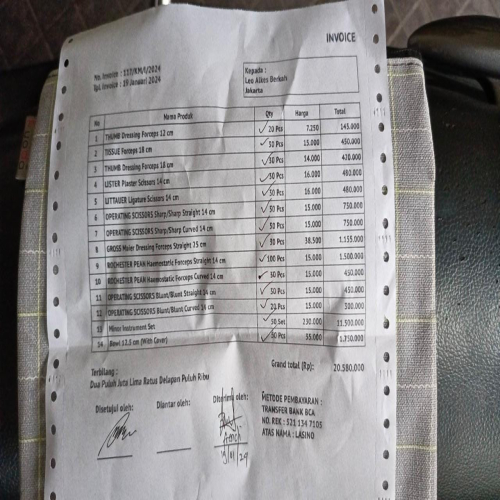 INVOICE
No. Invoice : 117/KM/I/2024
Tgl. Invoice : 19 Januari 2024
Kepada :
Leo Alkes Berkah
Jakarta
No Nama Produk Qty Harga Total
1 THUMB Dressing Forceps 12 cm 20 Pcs 7.250 145.000
2 TISSUE Forceps 18 cm 30 Pcs 15.000 450.000
3 THUMB Dressing Forceps 18 cm 30 Pcs 14.000 420.000
4 LISTER Plaster Scissors 14 cm 30 Pcs 16.000 480.000
5 LITTAUER Ligature Scissors 14 cm 30 Pcs 16.000 480.000
6 OPERATING SCISSORS Sharp/Sharp Straight 14 cm 50 Pcs 15.000 750.000
7 OPERATING SCISSORS Sharp/Sharp Curved 14 cm 50 Pcs 15.000 750.000
8 GROSS Maier Dressing Forceps Straight 25 cm 30 Pcs 38.500 1.155.000
9 ROCHESTER PEAN Haemostatic Forceps Straight 14 cm 100 Pcs 15.000 1.500.000
10 ROCHESTER PEAN Haemostatic Forceps Curved 14 cm 30 Pcs 15.000 450.000
11 OPERATING SCISSORS Blunt/Blunt Straight 14 cm 30 Pcs 15.000 450.000
12 OPERATING SCISSORS Blunt/Blunt Curved 14 cm 20 Pcs 15.000 300.000
13 Minor Instrument Set 50 Set 230.000 11.500.000
14 Bowl 12.5 cm (With Cover) 50 Pcs 35.000 1.750.000
Grand total (Rp): 20.580.000
Terbilang :
Dua Puluh Juta Lima Ratus Delapan Puluh Ribu
Disetujui oleh: Diantar oleh: Diterima oleh:
METODE PEMBAYARAN :
TRANSFER BANK BCA
NO. REK : 521 134 7105
ATAS NAMA : LASINO